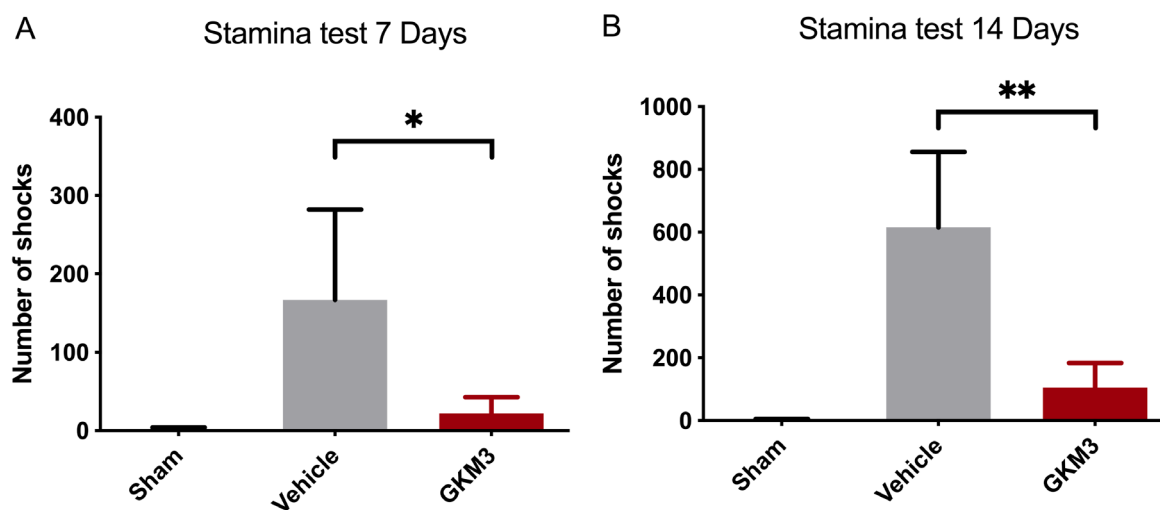 A
Stamina test 7 Days
Number of shocks
400
300
200
100
0
*
Sham
Vehicle
GKM3
B
Stamina test 14 Days
Number of shocks
1000
800
600
400
200
0
**
Sham
Vehicle
GKM3